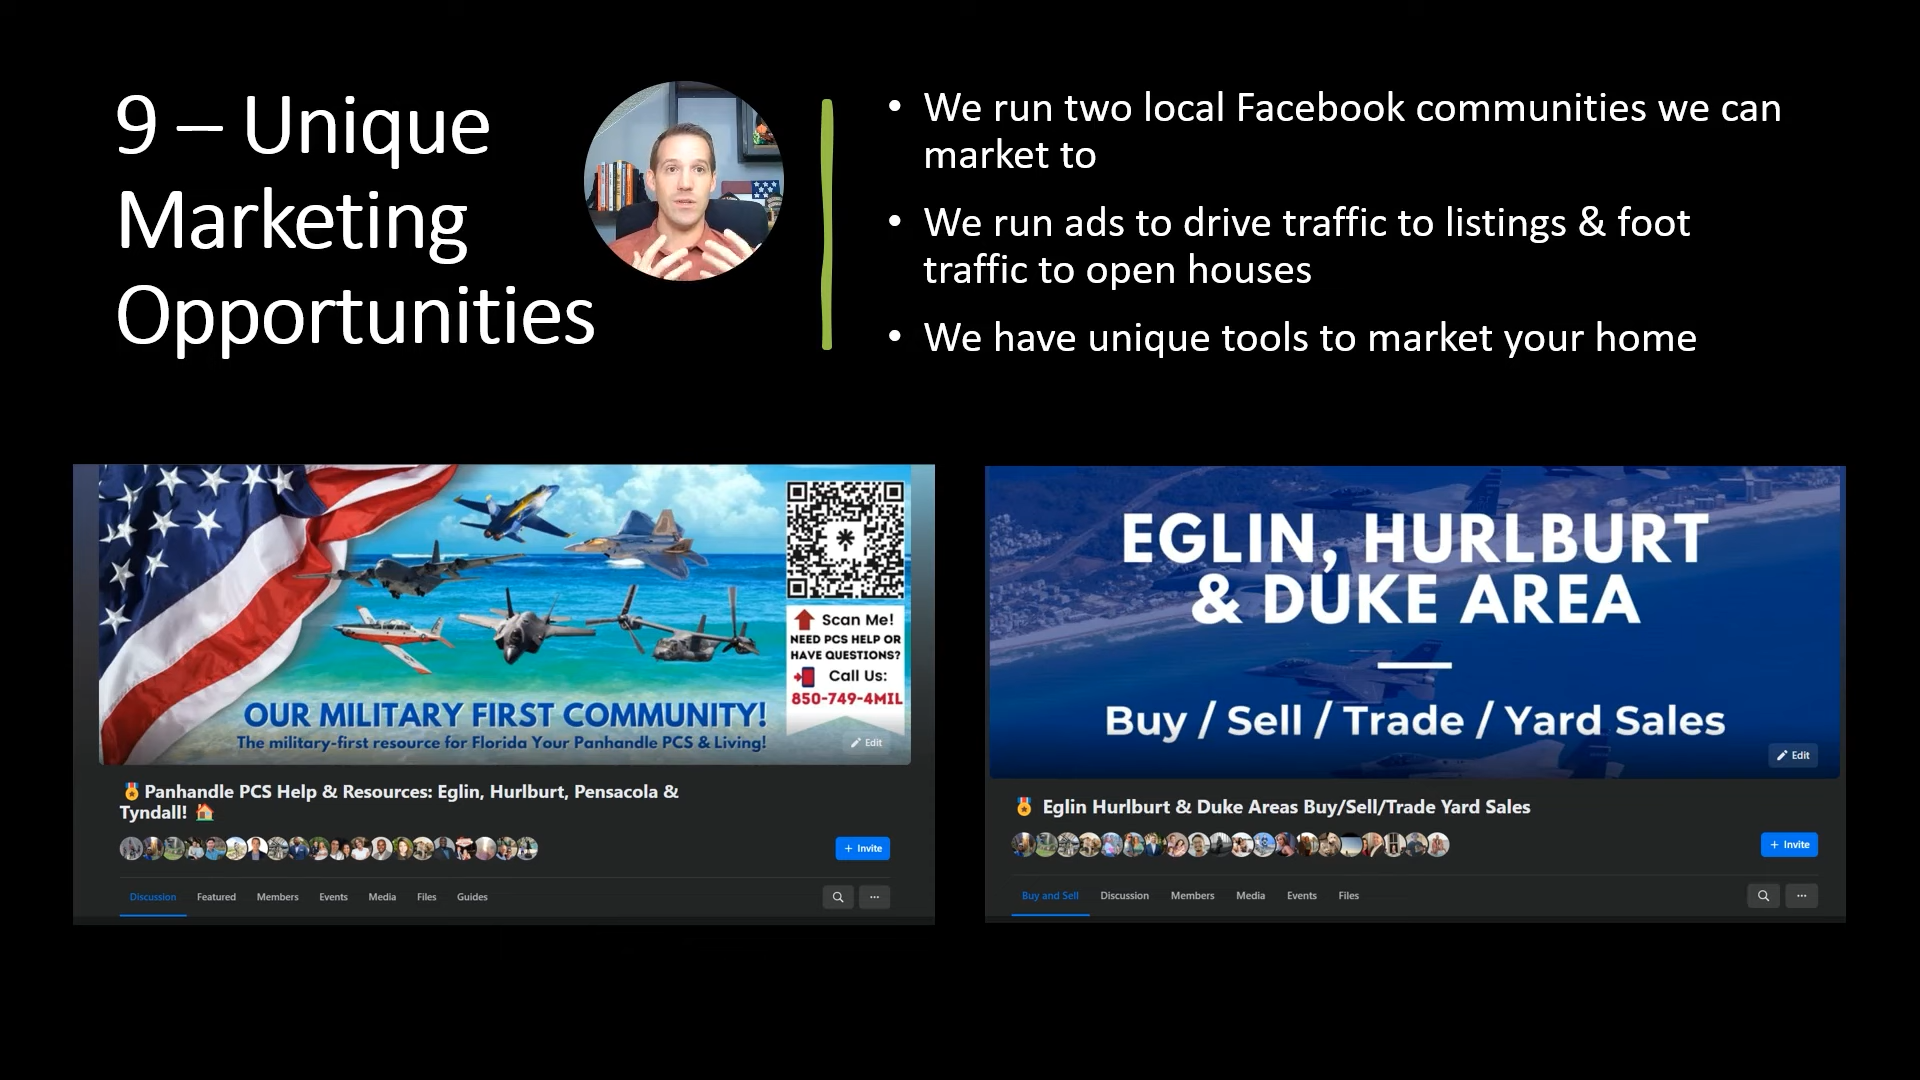 9 – Unique
Marketing
Opportunities
• We run two local Facebook communities we can
market to
• We run ads to drive traffic to listings & foot
traffic to open houses
• We have unique tools to market your home
Scan Me!
NEED PCS HELP OR
HAVE QUESTIONS?
Call Us:
850-749-4MIL
OUR MILITARY FIRST COMMUNITY!
The military-first resource for Florida Your Panhandle PCS & Living!
Edit
🏅Panhandle PCS Help & Resources: Eglin, Hurlburt, Pensacola &
Tyndall! 🏠
+ Invite
Discussion Featured Members Events Media Files Guides
EGLIN, HURLBURT
& DUKE AREA
Buy / Sell / Trade / Yard Sales
Edit
🏅 Eglin Hurlburt & Duke Areas Buy/Sell/Trade Yard Sales
+ Invite
Buy and Sell Discussion Members Media Events Files